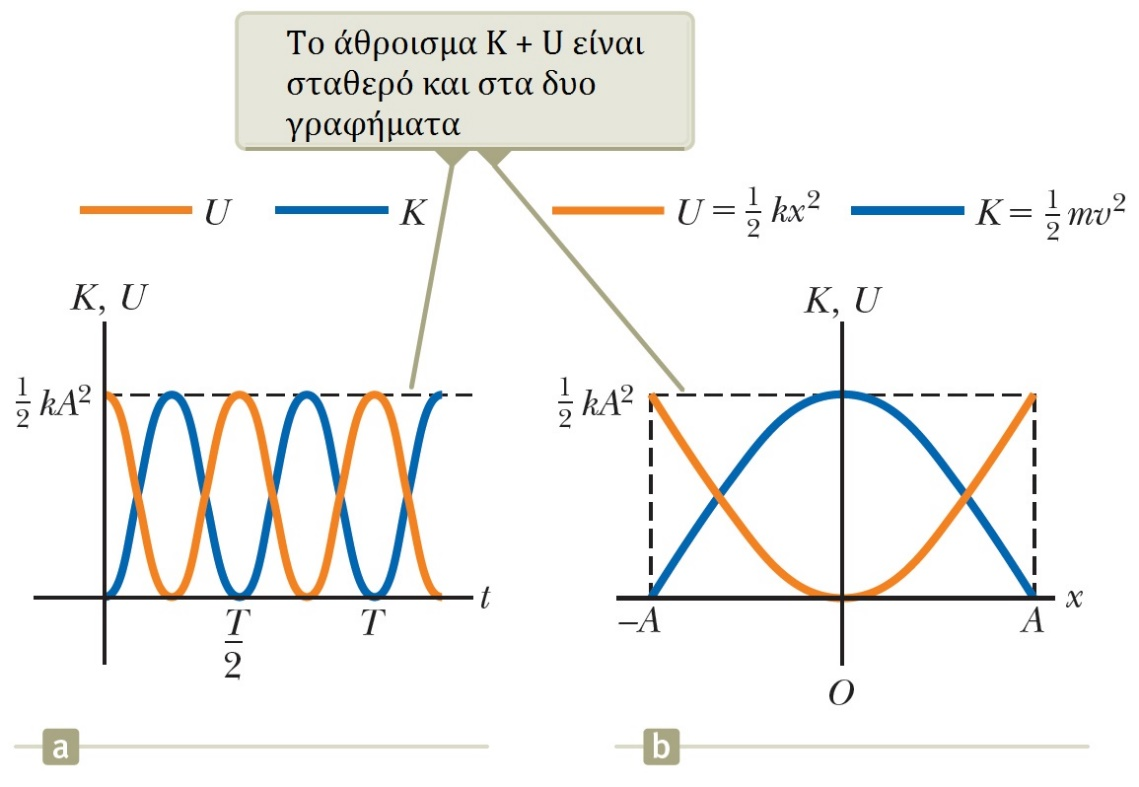 Το άθροισμα K + U είναι
σταθερό και στα δυο
γραφήματα
U K
U = 1/2 kx² K = 1/2 mv²
K, U
1/2 kA²
t
T/2
T
K, U
1/2 kA²
x
–A
A
O
a
b